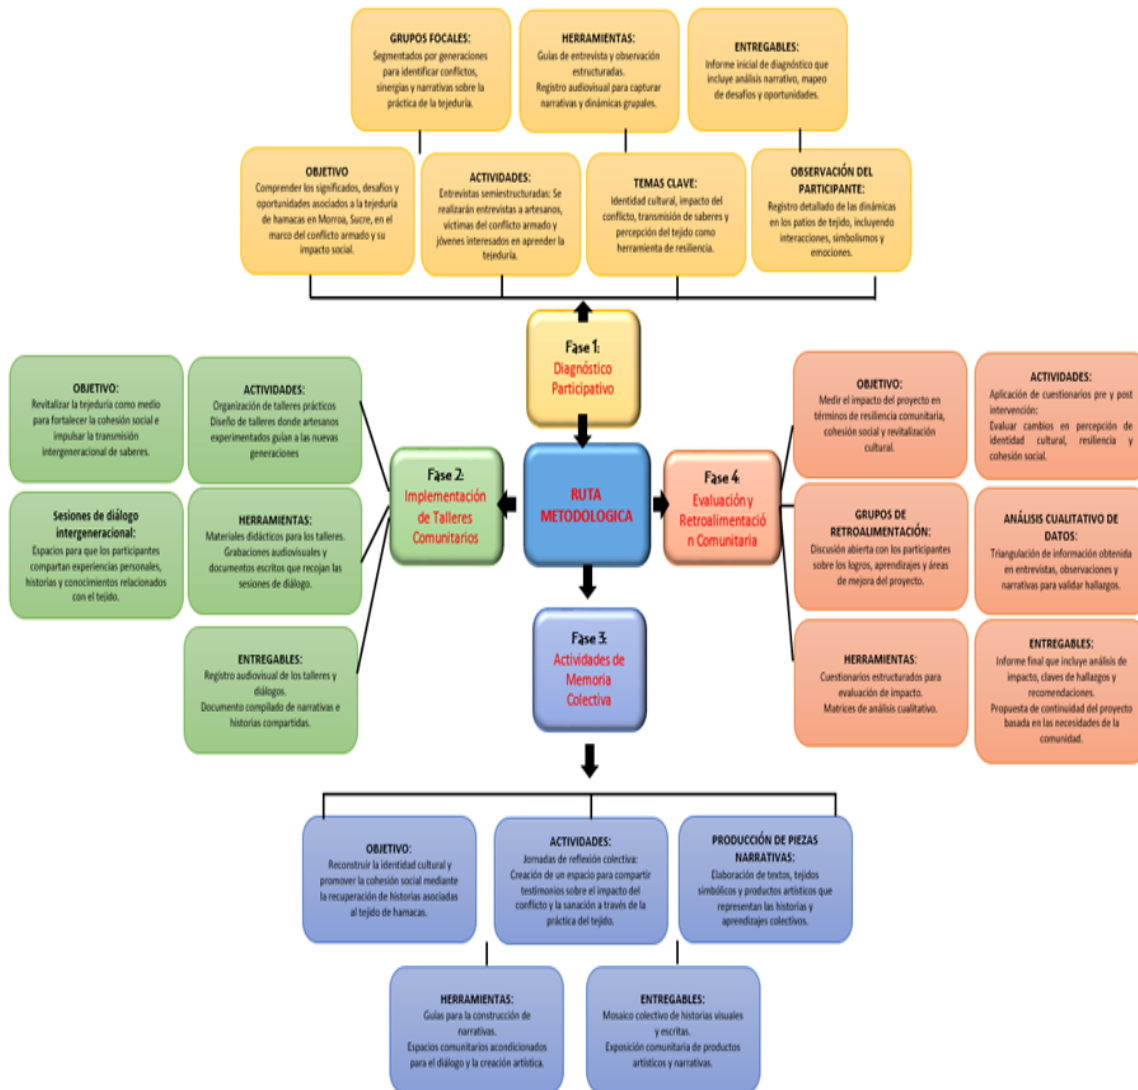 GRUPOS FOCALES:
Segmentados por generaciones
para identificar conflictos,
sinergias y narrativas sobre la
práctica de la tejeduría.
HERRAMIENTAS:
Guías de entrevista y observación
estructuradas.
Registro audiovisual para capturar
narrativas y dinámicas grupales.
ENTREGABLES:
Informe inicial de diagnóstico que
incluye análisis narrativo, mapeo
de desafíos y oportunidades.
OBJETIVO
Comprender los significados, desafíos y
oportunidades asociados a la tejeduría
de hamacas en Morroa, Sucre, en el
marco del conflicto armado y su
impacto social.
ACTIVIDADES:
Entrevistas semiestructuradas: Se
realizarán entrevistas a artesanos,
víctimas del conflicto armado y
jóvenes interesados en aprender la
tejeduría.
TEMAS CLAVE:
Identidad cultural, impacto del
conflicto, transmisión de saberes y
percepción del tejido como
herramienta de resiliencia.
OBSERVACIÓN DEL
PARTICIPANTE:
Registro detallado de las dinámicas
en los patios de tejido, incluyendo
interacciones, simbolismos y
emociones.
Fase 1:
Diagnóstico
Participativo
OBJETIVO:
Revitalizar la tejeduría como medio
para fortalecer la cohesión social e
impulsar la transmisión
intergeneracional de saberes.
ACTIVIDADES:
Organización de talleres prácticos
Diseño de talleres donde artesanos
experimentados guían a las nuevas
generaciones
Sesiones de diálogo
intergeneracional:
Espacios para que los participantes
compartan experiencias personales,
historias y conocimientos relacionados
con el tejido.
HERRAMIENTAS:
Materiales didácticos para los talleres.
Grabaciones audiovisuales y
documentos escritos que recojan las
sesiones de diálogo.
ENTREGABLES:
Registro audiovisual de los talleres y
diálogos.
Documento compilado de narrativas e
historias compartidas.
Fase 2:
Implementación
de Talleres
Comunitarios
RUTA
METODOLOGICA
Fase 4:
Evaluación y
Retroalimentació
n Comunitaria
OBJETIVO:
Medir el impacto del proyecto en
términos de resiliencia comunitaria,
cohesión social y revitalización
cultural.
ACTIVIDADES:
Aplicación de cuestionarios pre y post
intervención:
Evaluar cambios en percepción de
identidad cultural, resiliencia y
cohesión social.
GRUPOS DE
RETROALIMENTACIÓN:
Discusión abierta con los participantes
sobre los logros, aprendizajes y áreas
de mejora del proyecto.
ANÁLISIS CUALITATIVO DE
DATOS:
Triangulación de información obtenida
en entrevistas, observaciones y
narrativas para validar hallazgos.
HERRAMIENTAS:
Cuestionarios estructurados para
evaluación de impacto.
Matrices de análisis cualitativo.
ENTREGABLES:
Informe final que incluye análisis de
impacto, claves de hallazgos y
recomendaciones.
Propuesta de continuidad del proyecto
basada en las necesidades de la
comunidad.
Fase 3:
Actividades de
Memoria
Colectiva
OBJETIVO:
Reconstruir la identidad cultural y
promover la cohesión social mediante
la recuperación de historias asociadas
al tejido de hamacas.
ACTIVIDADES:
Jornadas de reflexión colectiva:
Creación de un espacio para compartir
testimonios sobre el impacto del
conflicto y la sanación a través de la
práctica del tejido.
PRODUCCIÓN DE PIEZAS
NARRATIVAS:
Elaboración de textos, tejidos
simbólicos y productos artísticos que
representan las historias y
aprendizajes colectivos.
HERRAMIENTAS:
Guías para la construcción de
narrativas.
Espacios comunitarios acondicionados
para el diálogo y la creación artística.
ENTREGABLES:
Mosaico colectivo de historias visuales
y escritas.
Exposición comunitaria de productos
artísticos y narrativas.